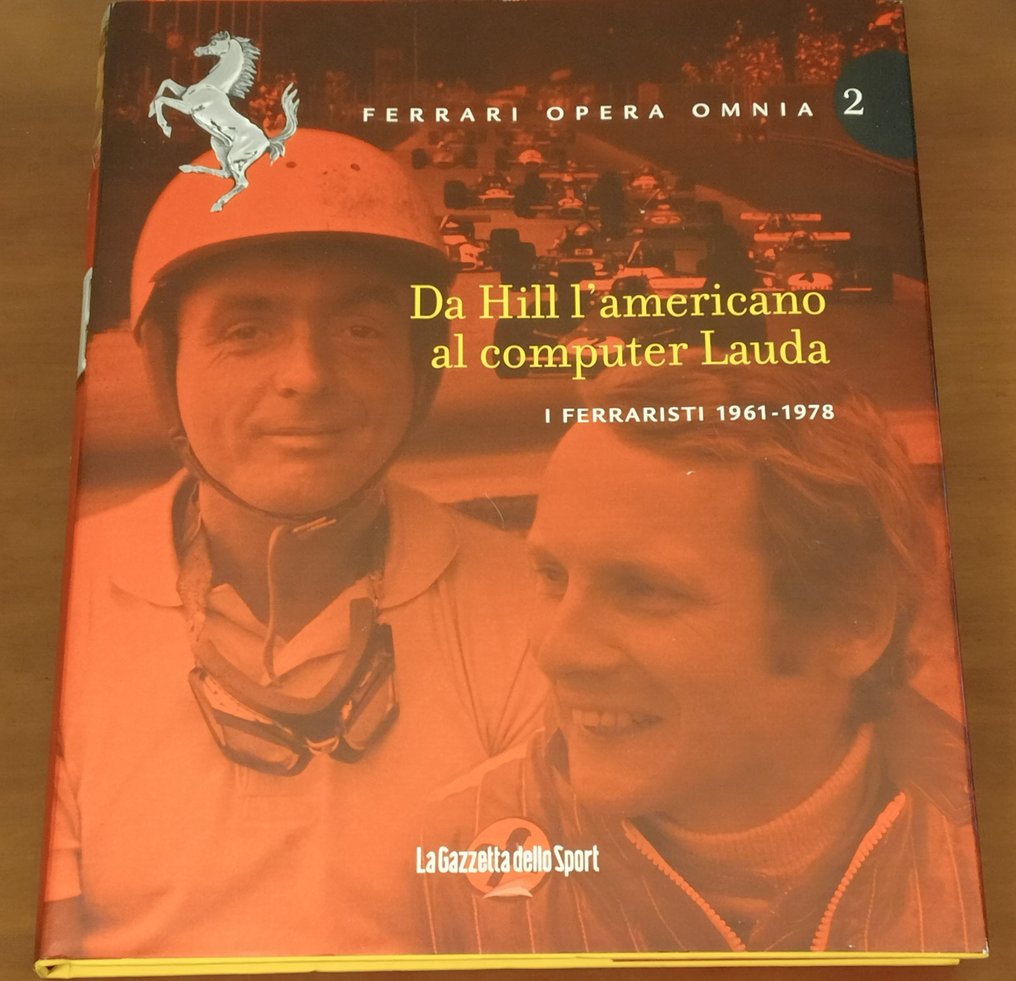 FERRARI OPERA OMNIA 2
Da Hill l'americano
al computer Lauda
I FERRARISTI 1961-1978
La Gazzetta dello Sport